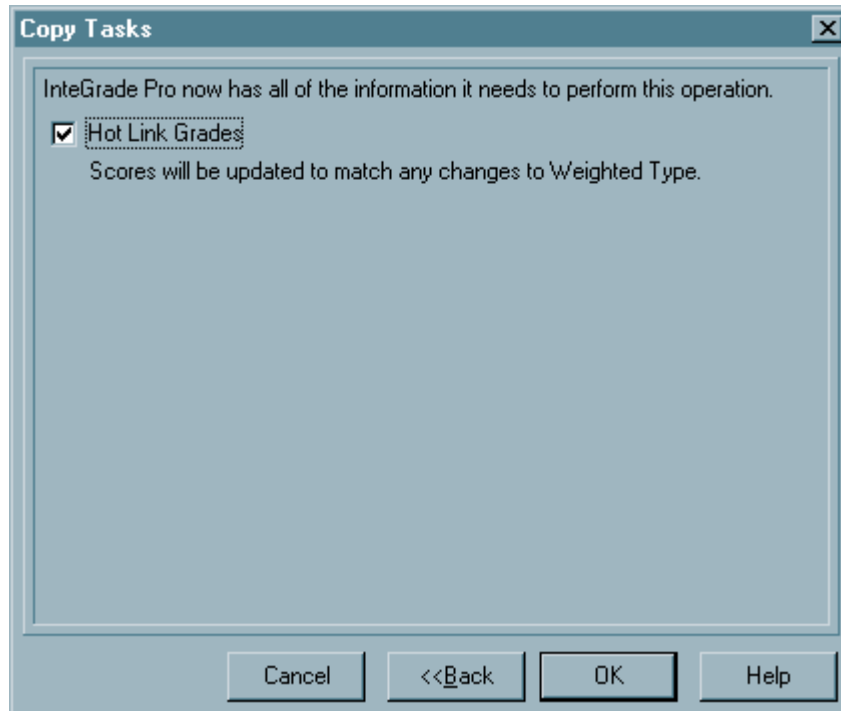 Copy Tasks
InteGrade Pro now has all of the information it needs to perform this operation.
Hot Link Grades
Scores will be updated to match any changes to Weighted Type.
Cancel
<<Back
OK
Help